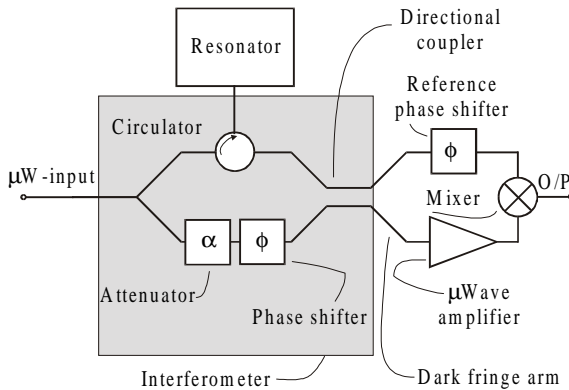 Resonator
Directional
coupler
Reference
phase shifter
Circulator
ϕ
μW-input
Mixer
O/P
α
ϕ
Attenuator
Phase shifter
μWave
amplifier
Interferometer
Dark fringe arm